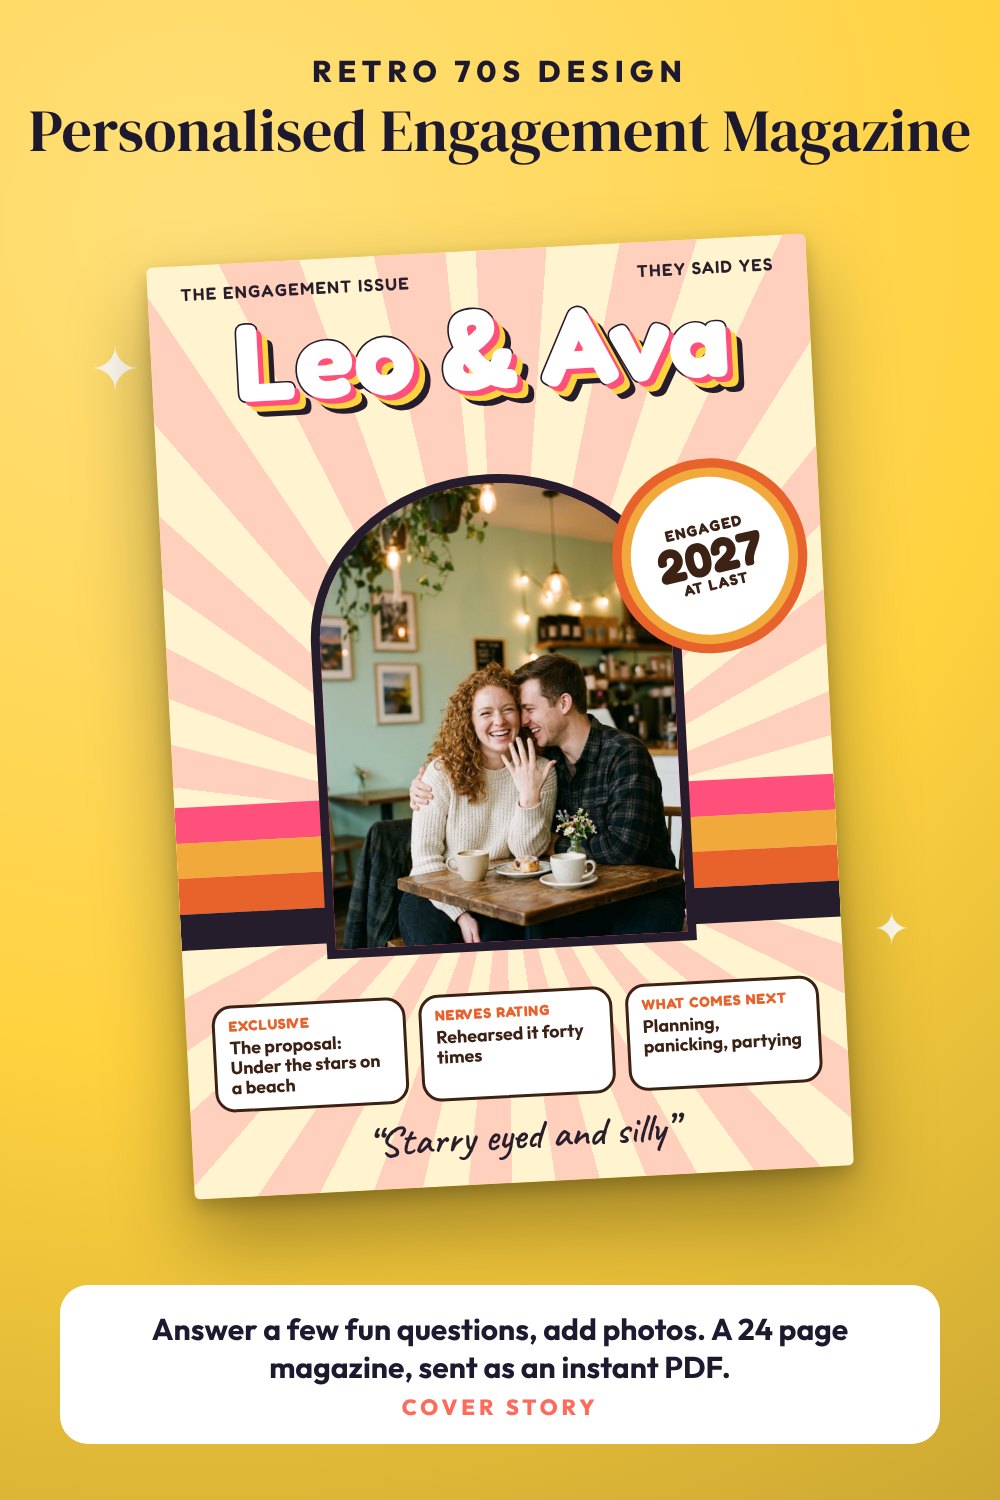 RETRO 70S DESIGN
Personalised Engagement Magazine
THE ENGAGEMENT ISSUE
THEY SAID YES
Leo & Ava
ENGAGED
2027
AT LAST
EXCLUSIVE
The proposal:
Under the stars on
a beach
NERVES RATING
Rehearsed it forty
times
WHAT COMES NEXT
Planning,
panicking, partying
“Starry eyed and silly”
Answer a few fun questions, add photos. A 24 page
magazine, sent as an instant PDF.
COVER STORY